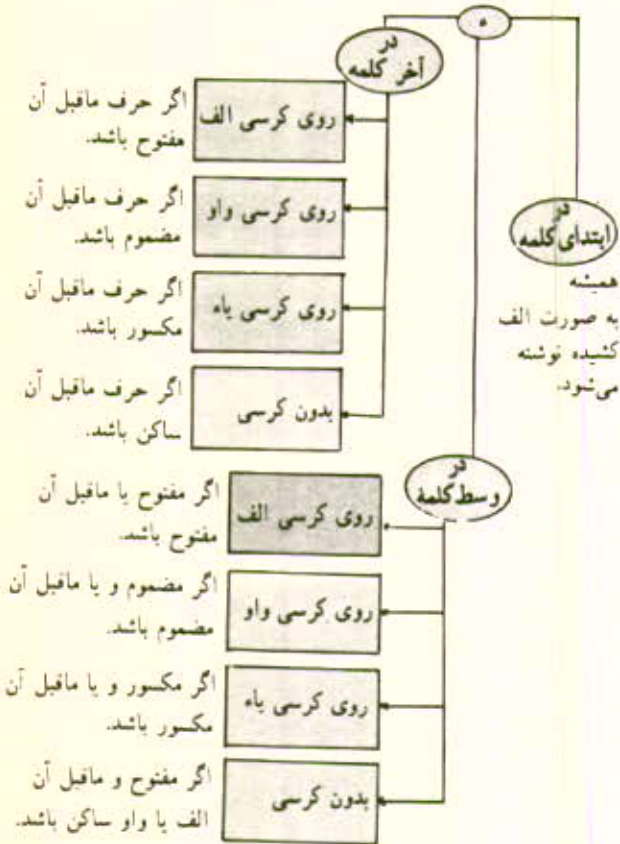 ء
در
ابتدای کلمه
همیشه
به صورت الف
کشیده نوشته
می‌شود.
در
آخر کلمه
روی کرسی الف
اگر حرف ماقبل آن
مفتوح باشد.
روی کرسی واو
اگر حرف ماقبل آن
مضموم باشد.
روی کرسی یاء
اگر حرف ماقبل آن
مکسور باشد.
بدون کرسی
اگر حرف ماقبل آن
ساکن باشد.
در
وسط کلمهٔ
روی کرسی الف
اگر مفتوح یا ماقبل آن
مفتوح باشد.
روی کرسی واو
اگر مضموم و یا ماقبل آن
مضموم باشد.
روی کرسی یاء
اگر مکسور و یا ماقبل آن
مکسور باشد.
بدون کرسی
اگر مفتوح و ماقبل آن
الف یا واو ساکن باشد.